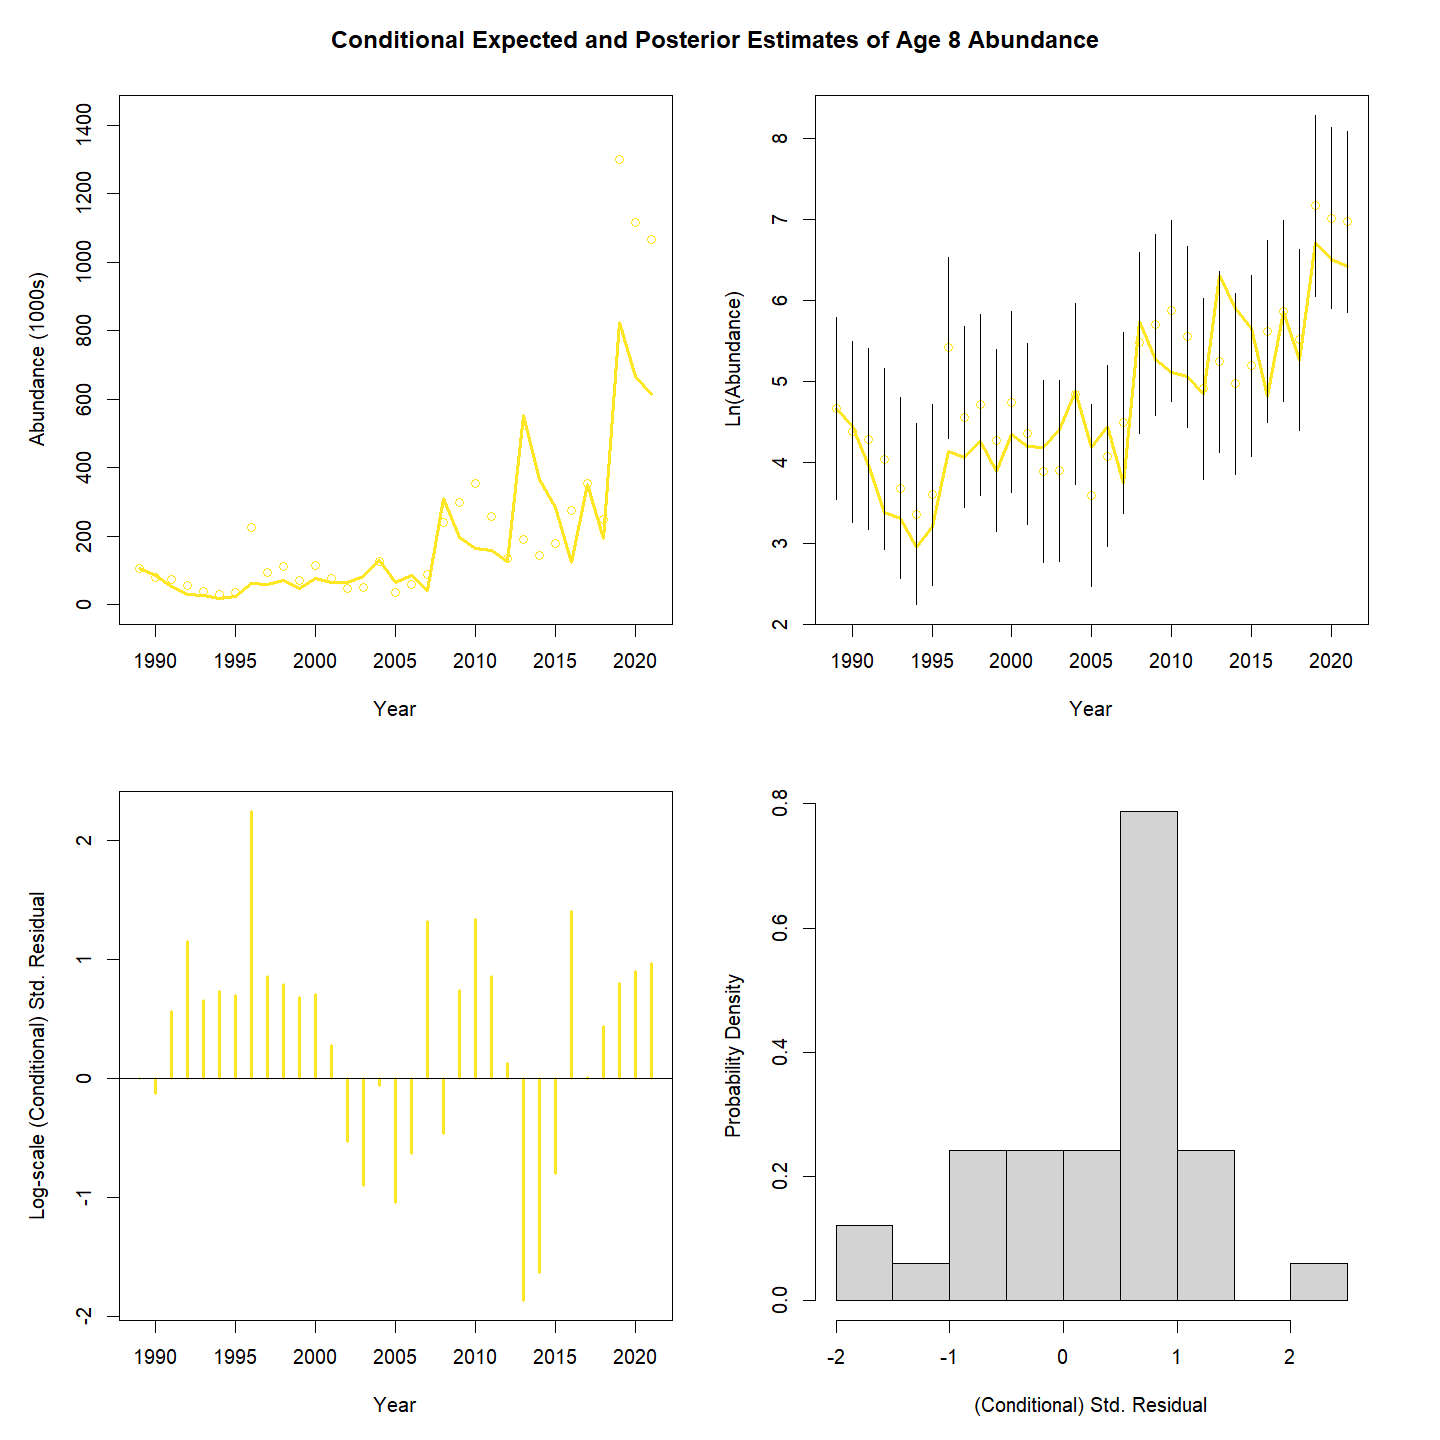 Conditional Expected and Posterior Estimates of Age 8 Abundance
Abundance (1000s)
0 200 400 600 800 1000 1200 1400
1990 1995 2000 2005 2010 2015 2020
Year
Ln(Abundance)
2 3 4 5 6 7 8
1990 1995 2000 2005 2010 2015 2020
Year
Log-scale (Conditional) Std. Residual
-2 -1 0 1 2
1990 1995 2000 2005 2010 2015 2020
Year
Probability Density
0.0 0.2 0.4 0.6 0.8
-2 -1 0 1 2
(Conditional) Std. Residual